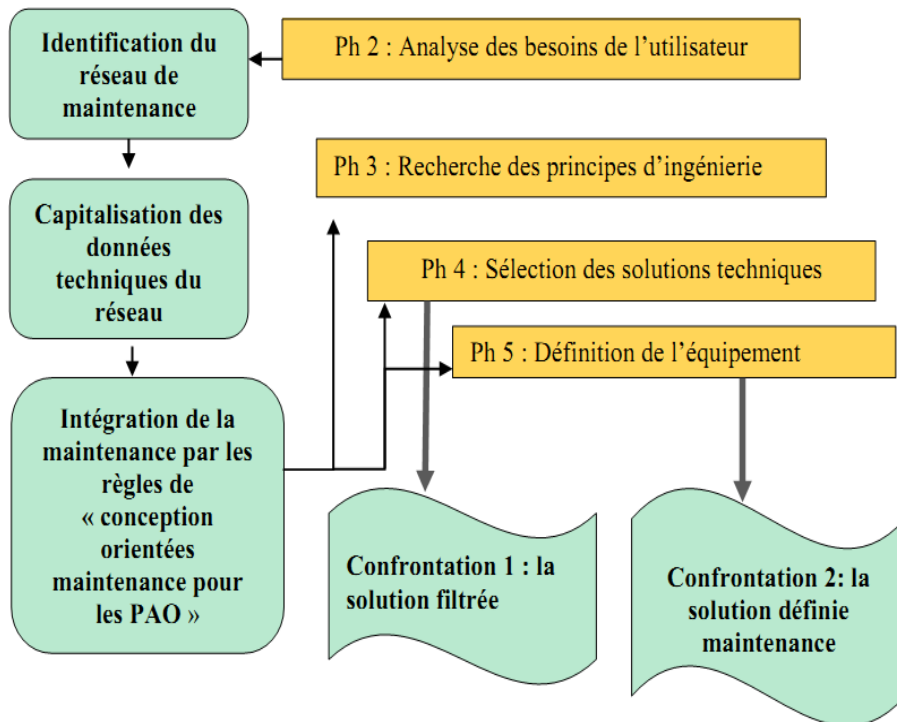 Identification du
réseau de
maintenance
Ph 2 : Analyse des besoins de l’utilisateur
Ph 3 : Recherche des principes d’ingénierie
Capitalisation des
données
techniques du
réseau
Ph 4 : Sélection des solutions techniques
Ph 5 : Définition de l’équipement
Intégration de la
maintenance par les
règles de
« conception
orientées
maintenance pour
les PAO »
Confrontation 1 : la
solution filtrée
Confrontation 2: la
solution définie
maintenance